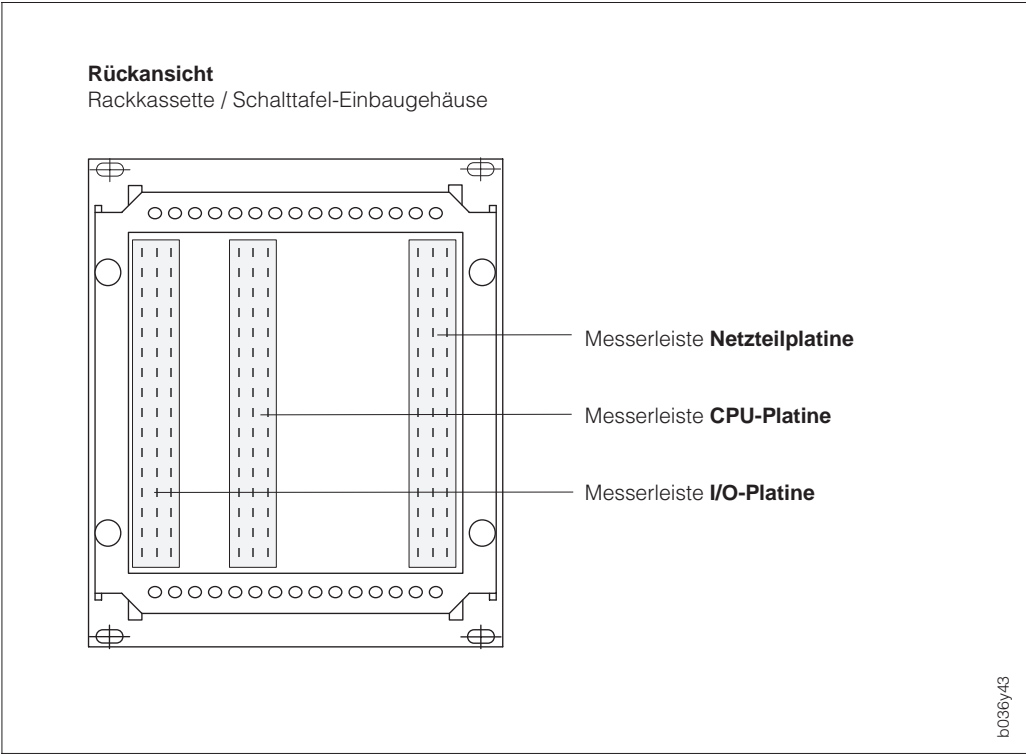 Rückansicht
Rackkassette / Schalttafel-Einbaugehäuse
Messerleiste Netzteilplatine
Messerleiste CPU-Platine
Messerleiste I/O-Platine
b036y43